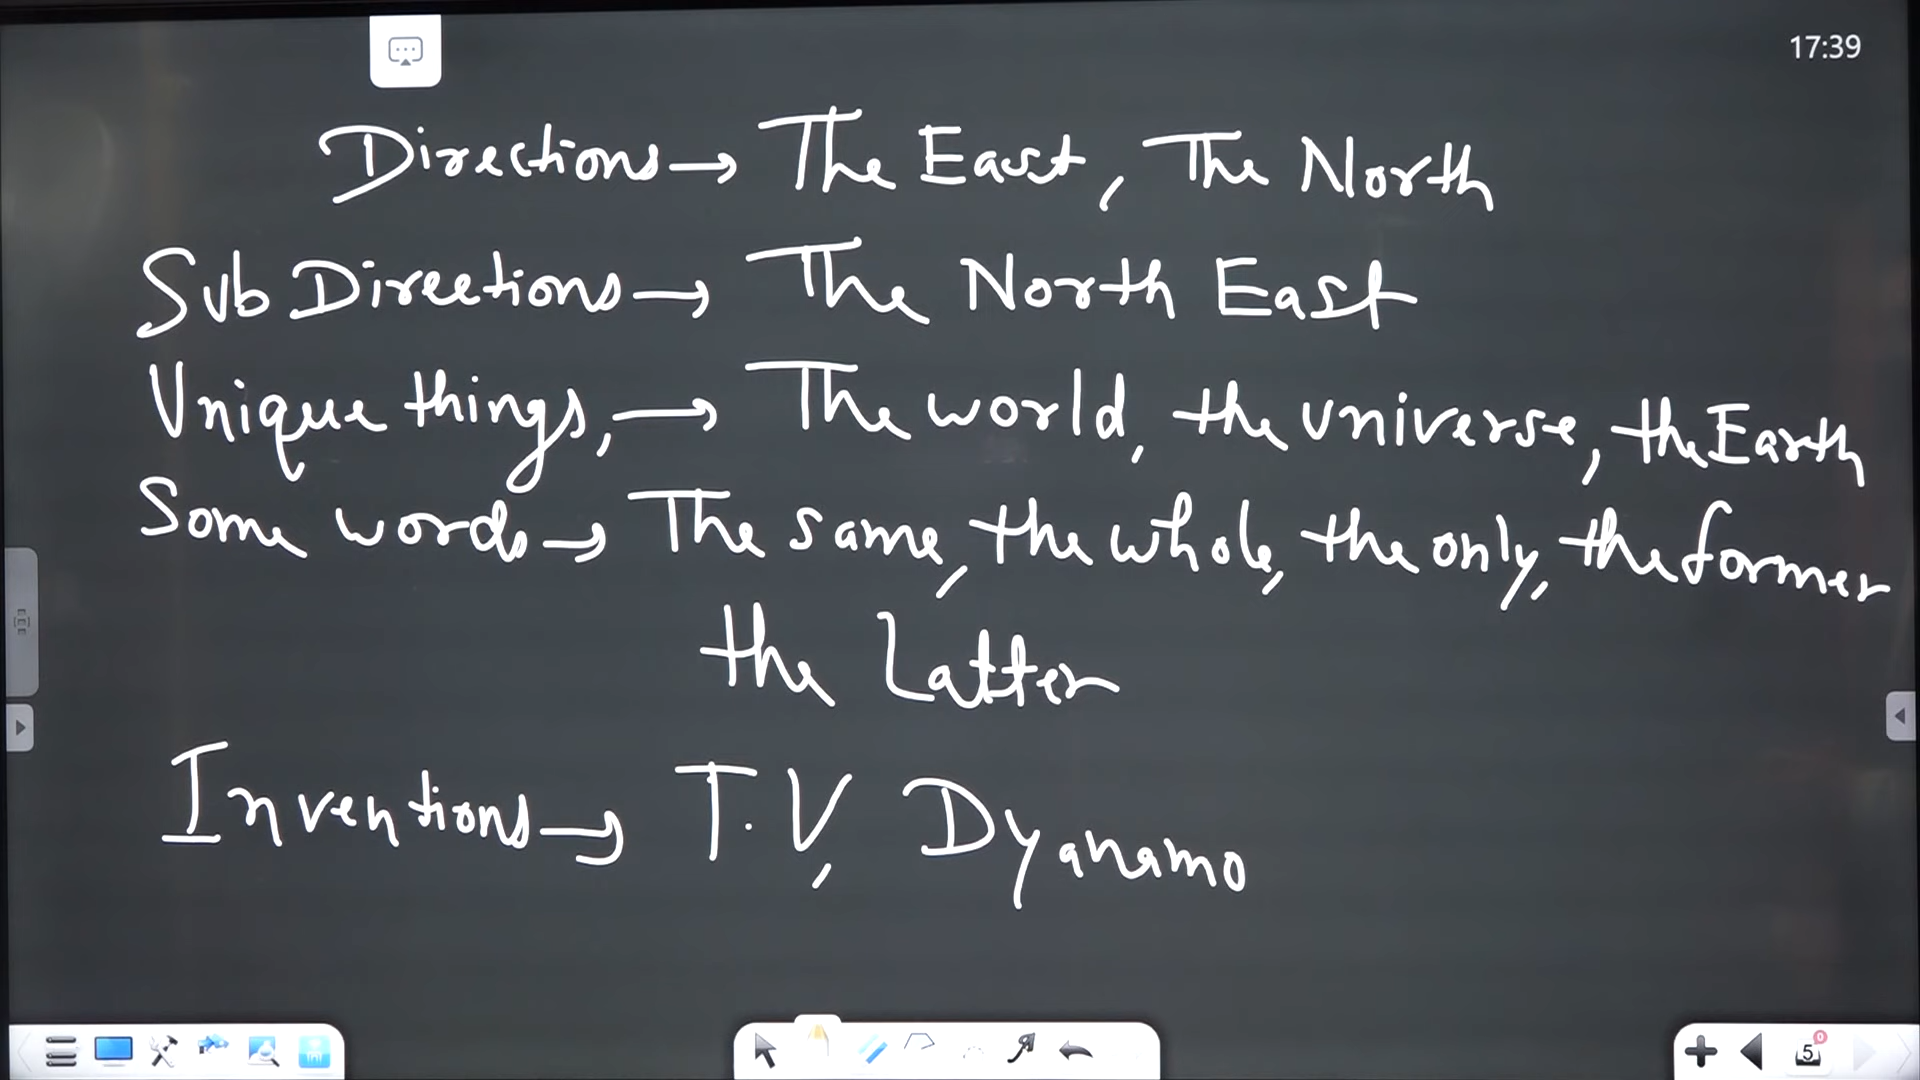 17:39
Directions → The East, The North
Sub Directions → The North East
Unique things, → The world, the universe, the Earth
Some words → The same, the whole, the only, the former
the Latter
Inventions → T.V, Dyanamo
5